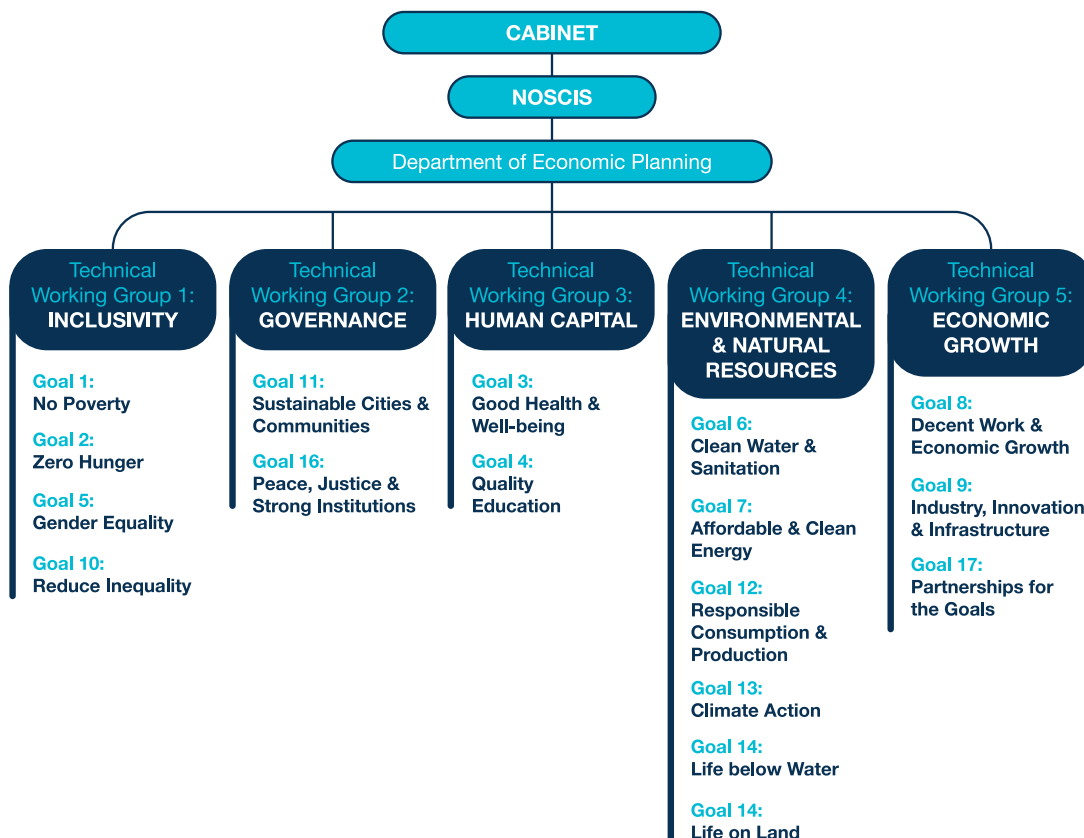 CABINET
NOSCIS
Department of Economic Planning
Technical
Working Group 1:
INCLUSIVITY
Goal 1:
No Poverty
Goal 2:
Zero Hunger
Goal 5:
Gender Equality
Goal 10:
Reduce Inequality
Technical
Working Group 2:
GOVERNANCE
Goal 11:
Sustainable Cities &
Communities
Goal 16:
Peace, Justice &
Strong Institutions
Technical
Working Group 3:
HUMAN CAPITAL
Goal 3:
Good Health &
Well-being
Goal 4:
Quality
Education
Technical
Working Group 4:
ENVIRONMENTAL
& NATURAL
RESOURCES
Goal 6:
Clean Water &
Sanitation
Goal 7:
Affordable & Clean
Energy
Goal 12:
Responsible
Consumption &
Production
Goal 13:
Climate Action
Goal 14:
Life below Water
Goal 14:
Life on Land
Technical
Working Group 5:
ECONOMIC
GROWTH
Goal 8:
Decent Work &
Economic Growth
Goal 9:
Industry, Innovation
& Infrastructure
Goal 17:
Partnerships for
the Goals